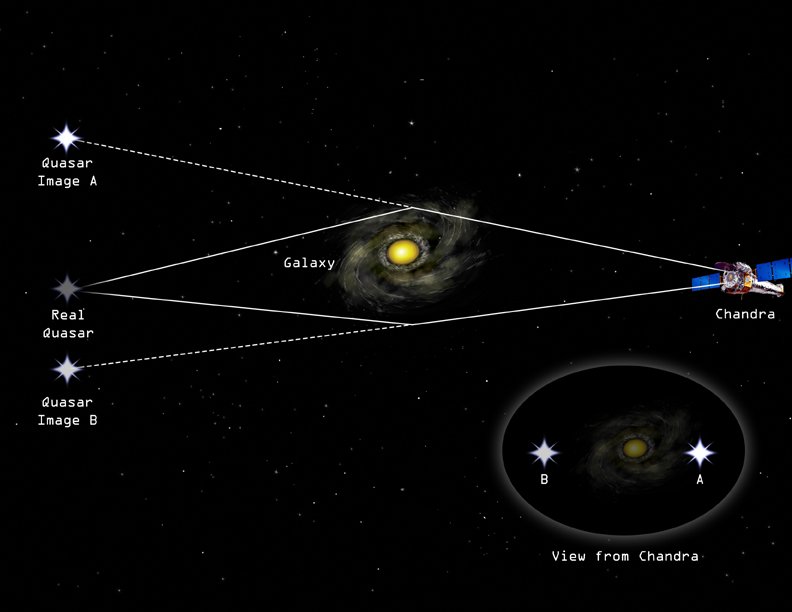 Quasar
Image A
Galaxy
Real
Quasar
Chandra
Quasar
Image B
B
A
View from Chandra